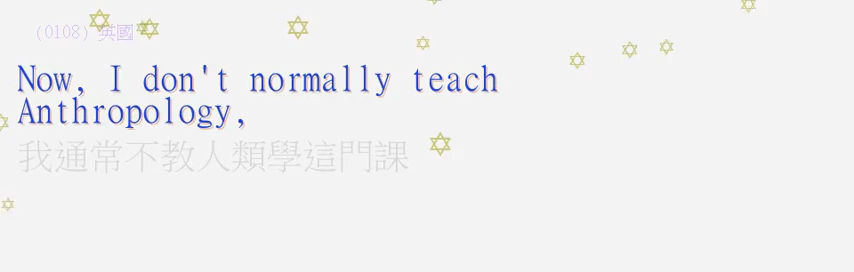 (0108) 英國
Now, I don't normally teach
Anthropology,
我通常不教人類學這門課